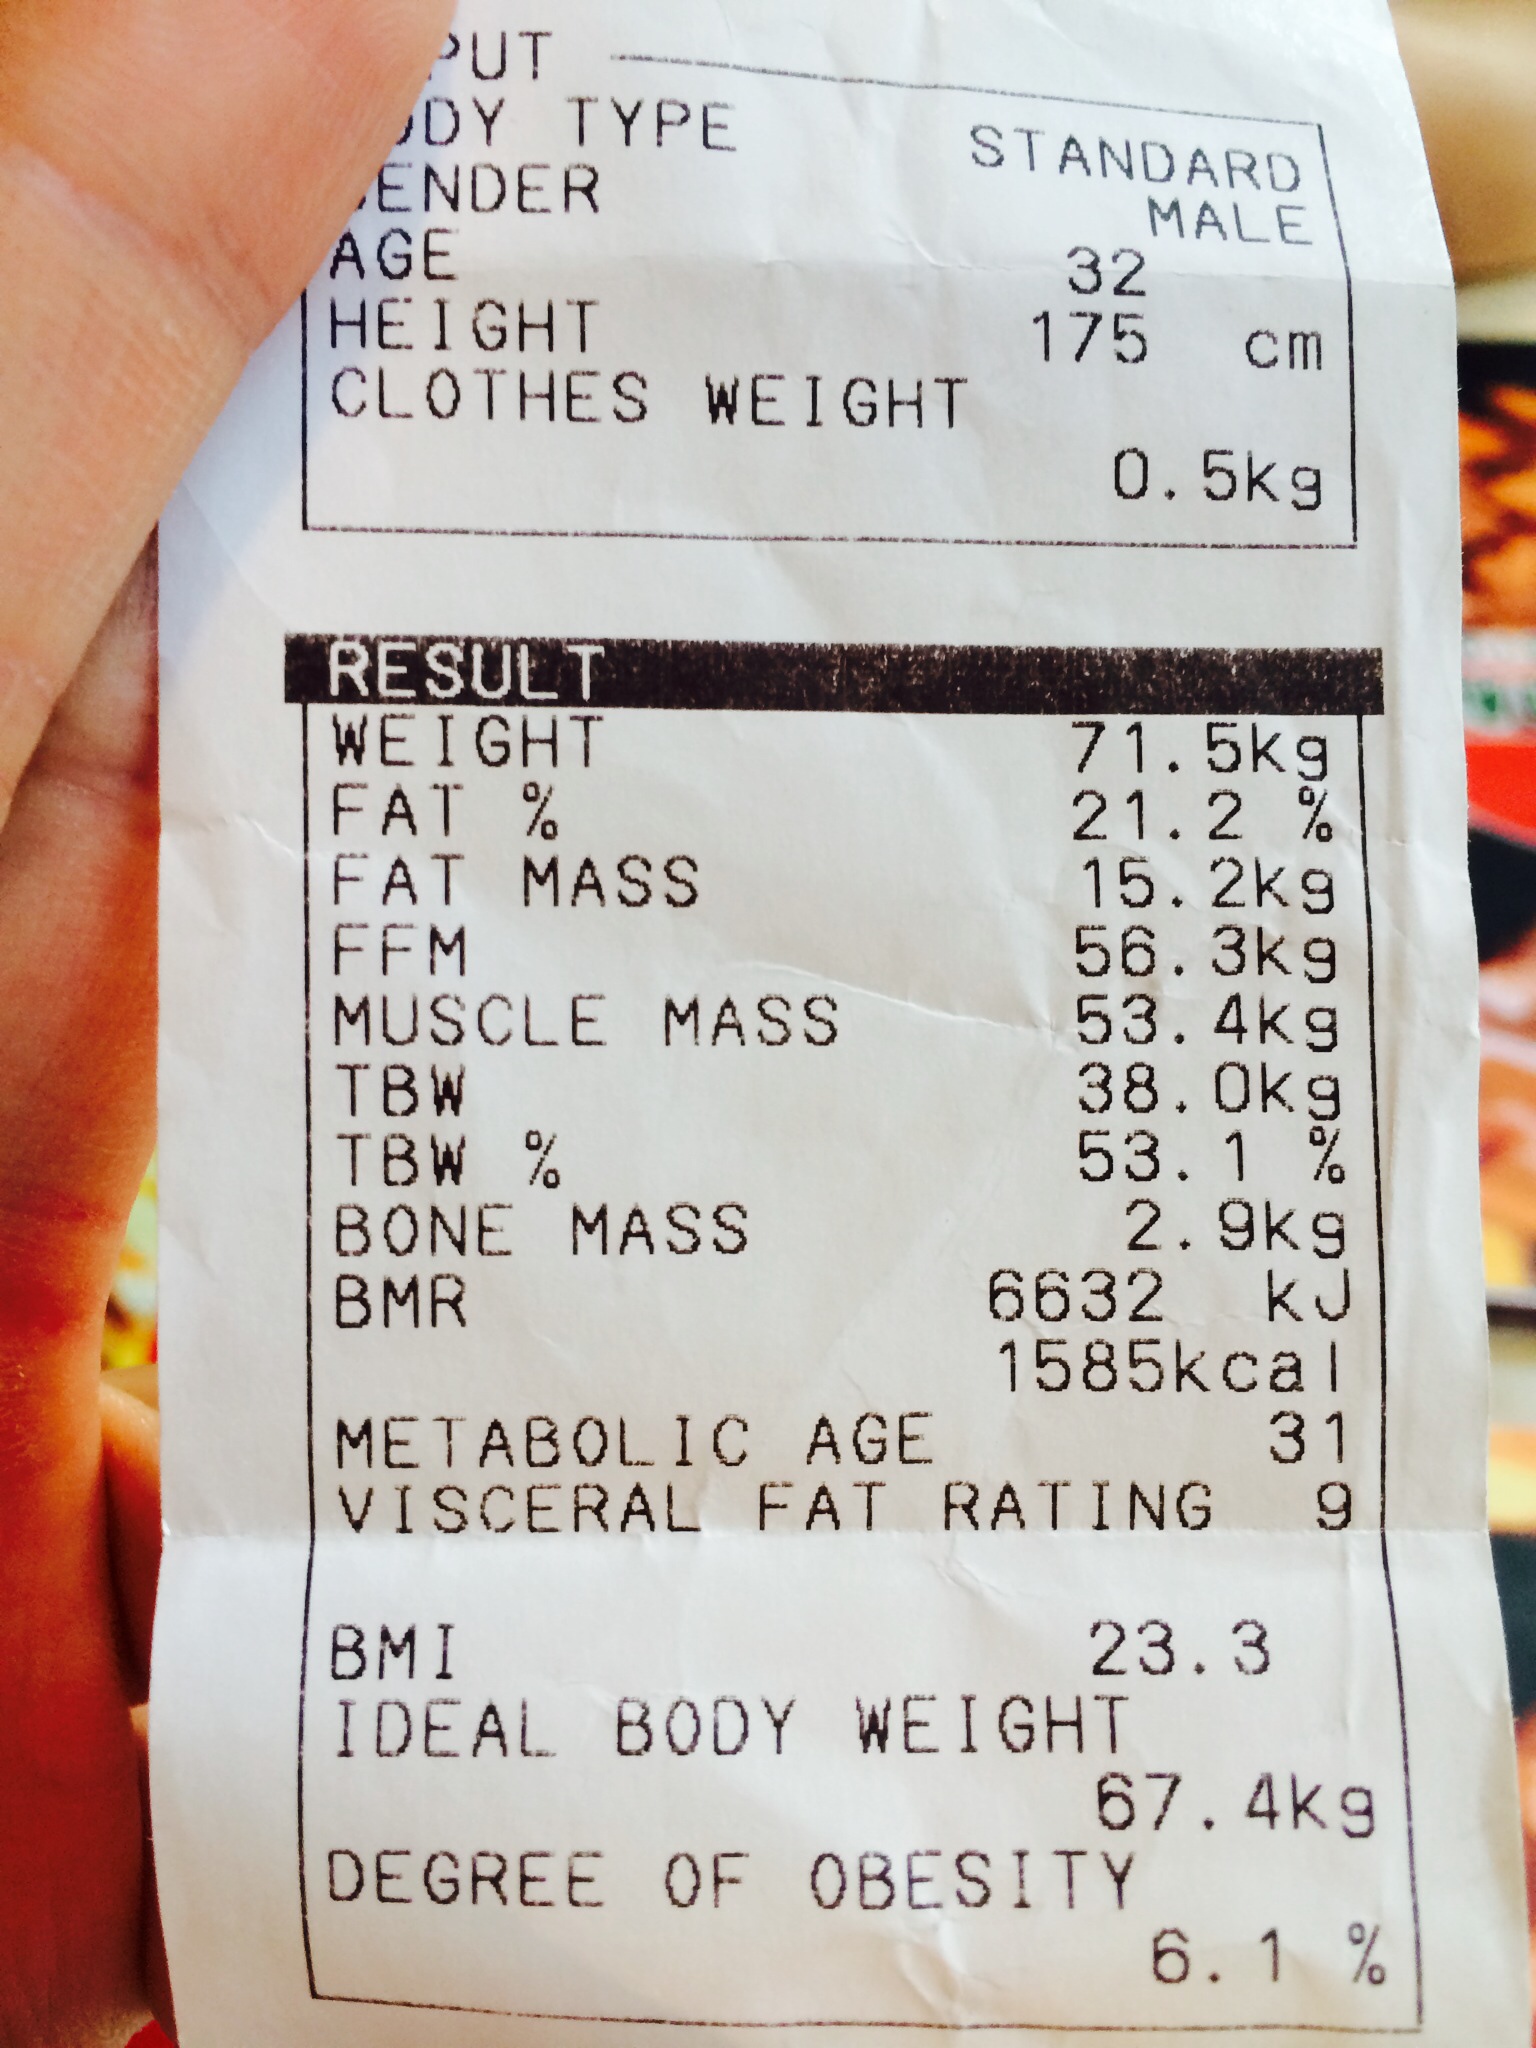 PUT
ODY TYPE STANDARD
GENDER MALE
AGE 32
HEIGHT 175 cm
CLOTHES WEIGHT
0.5kg
RESULT
WEIGHT 71.5kg
FAT % 21.2 %
FAT MASS 15.2kg
FFM 56.3kg
MUSCLE MASS 53.4kg
TBW 38.0kg
TBW % 53.1 %
BONE MASS 2.9kg
BMR 6632 kJ
1585kcal
METABOLIC AGE 31
VISCERAL FAT RATING 9
BMI 23.3
IDEAL BODY WEIGHT
67.4kg
DEGREE OF OBESITY
6.1 %